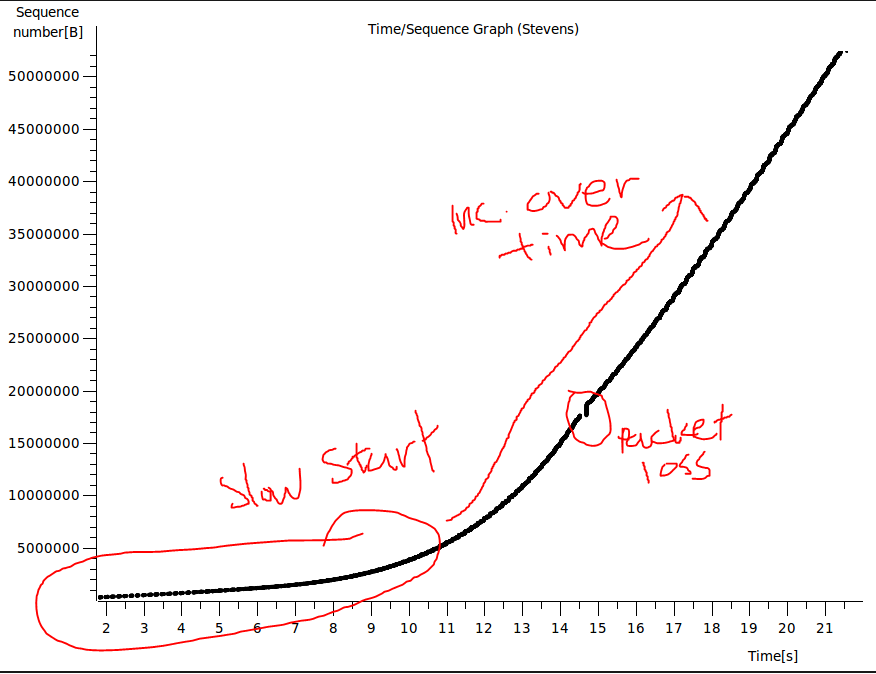 Sequence
number[B]
Time/Sequence Graph (Stevens)
50000000
45000000
40000000
35000000
30000000
25000000
20000000
15000000
10000000
5000000
inc. over
time
packet
loss
slow start
2 3 4 5 6 7 8 9 10 11 12 13 14 15 16 17 18 19 20 21
Time[s]